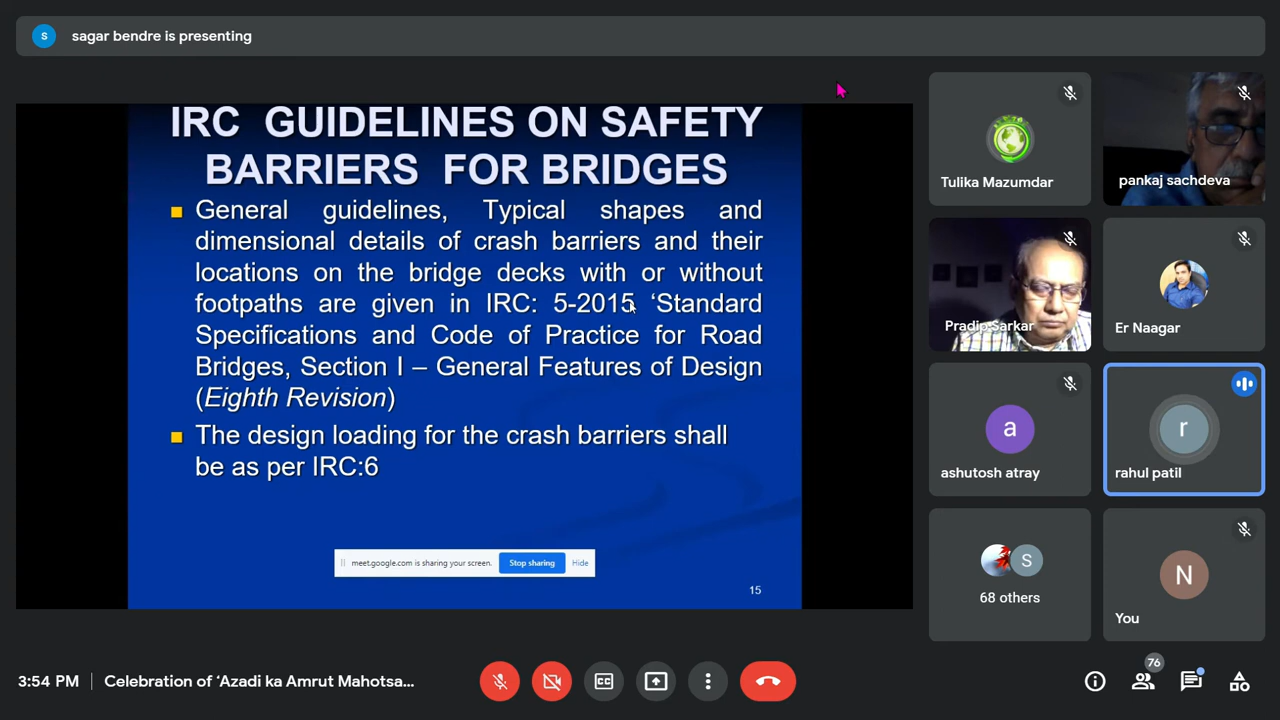 s
sagar bendre is presenting
IRC GUIDELINES ON SAFETY
BARRIERS FOR BRIDGES
General guidelines, Typical shapes and
dimensional details of crash barriers and their
locations on the bridge decks with or without
footpaths are given in IRC: 5-2015 ‘Standard
Specifications and Code of Practice for Road
Bridges, Section I – General Features of Design
(Eighth Revision)
The design loading for the crash barriers shall
be as per IRC:6
meet.google.com is sharing your screen.
Stop sharing
Hide
15
Tulika Mazumdar
pankaj sachdeva
Pradip Sarkar
Er Naagar
a
ashutosh atray
r
rahul patil
S
68 others
N
You
3:54 PM
Celebration of ‘Azadi ka Amrut Mahotsa...
CC
76